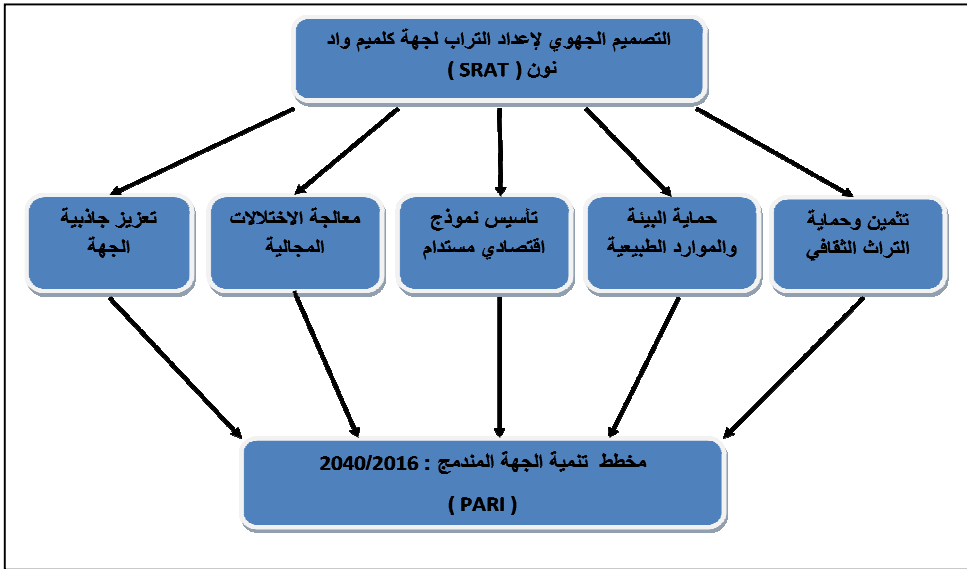 التصميم الجهوي لإعداد التراب لجهة كلميم واد
نون ( SRAT )
تثمين وحماية
التراث الثقافي
حماية البيئة
والموارد الطبيعية
تأسيس نموذج
اقتصادي مستدام
معالجة الاختلالات
المجالية
تعزيز جاذبية
الجهة
مخطط تنمية الجهة المندمج : 2040/2016
( PARI )